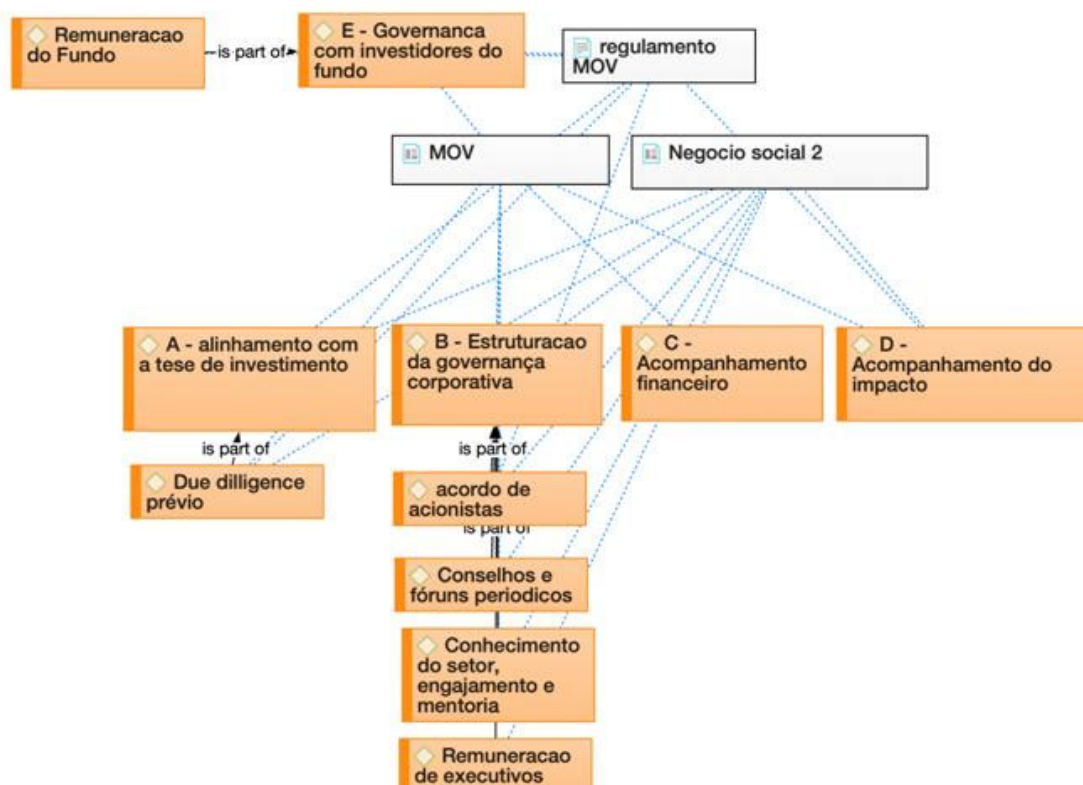 Remuneracao
do Fundo
is part of
E - Governanca
com investidores do
fundo
regulamento
MOV
MOV
Negocio social 2
A - alinhamento com
a tese de investimento
B - Estruturacao
da governança
corporativa
C -
Acompanhamento
financeiro
D -
Acompanhamento do
impacto
is part of
is part of
Due dilligence
prévio
acordo de
acionistas
is part of
Conselhos e
fóruns periodicos
Conhecimento
do setor,
engajamento e
mentoria
Remuneracao
de executivos